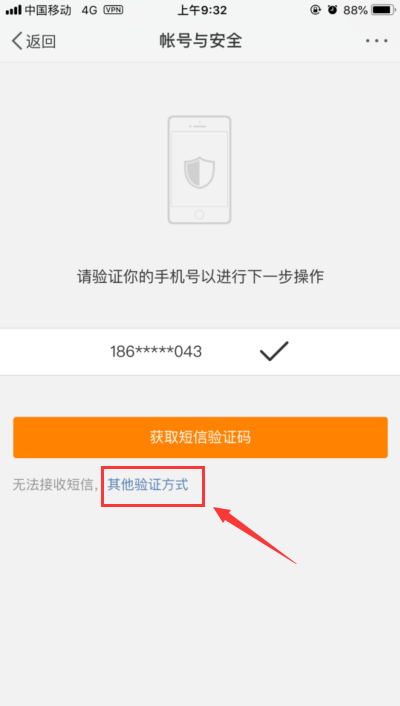 中国移动 4G VPN 上午9:32 88%
返回 帐号与安全
请验证你的手机号以进行下一步操作
186*****043
获取短信验证码
无法接收短信，其他验证方式